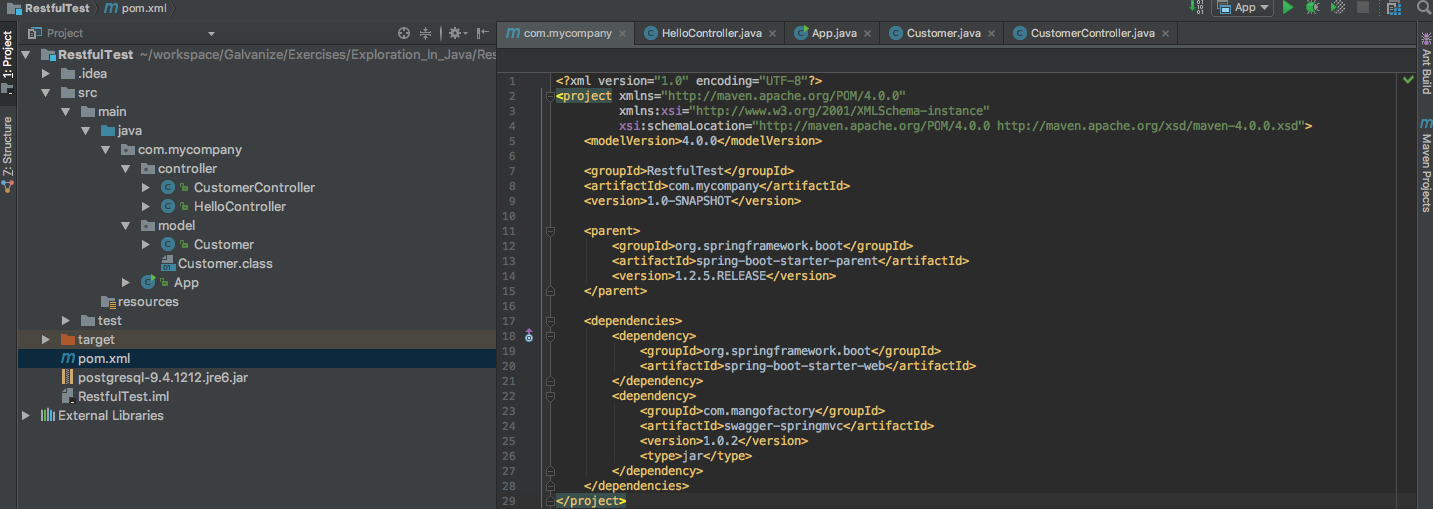 RestfulTest pom.xml
App
Project
com.mycompany HelloController.java App.java Customer.java CustomerController.java
1: Project
Z: Structure
RestfulTest ~/workspace/Galvanize/Exercises/Exploration_In_Java/Res
.idea
src
main
java
com.mycompany
controller
CustomerController
HelloController
model
Customer
Customer.class
App
resources
test
target
pom.xml
postgresql-9.4.1212.jre6.jar
RestfulTest.iml
External Libraries
1 <?xml version="1.0" encoding="UTF-8"?>
2 <project xmlns="http://maven.apache.org/POM/4.0.0"
3 xmlns:xsi="http://www.w3.org/2001/XMLSchema-instance"
4 xsi:schemaLocation="http://maven.apache.org/POM/4.0.0 http://maven.apache.org/xsd/maven-4.0.0.xsd">
5 <modelVersion>4.0.0</modelVersion>
6
7 <groupId>RestfulTest</groupId>
8 <artifactId>com.mycompany</artifactId>
9 <version>1.0-SNAPSHOT</version>
10
11 <parent>
12 <groupId>org.springframework.boot</groupId>
13 <artifactId>spring-boot-starter-parent</artifactId>
14 <version>1.2.5.RELEASE</version>
15 </parent>
16
17 <dependencies>
18 <dependency>
19 <groupId>org.springframework.boot</groupId>
20 <artifactId>spring-boot-starter-web</artifactId>
21 </dependency>
22 <dependency>
23 <groupId>com.mangofactory</groupId>
24 <artifactId>swagger-springmvc</artifactId>
25 <version>1.0.2</version>
26 <type>jar</type>
27 </dependency>
28 </dependencies>
29 </project>
Ant Build
Maven Projects